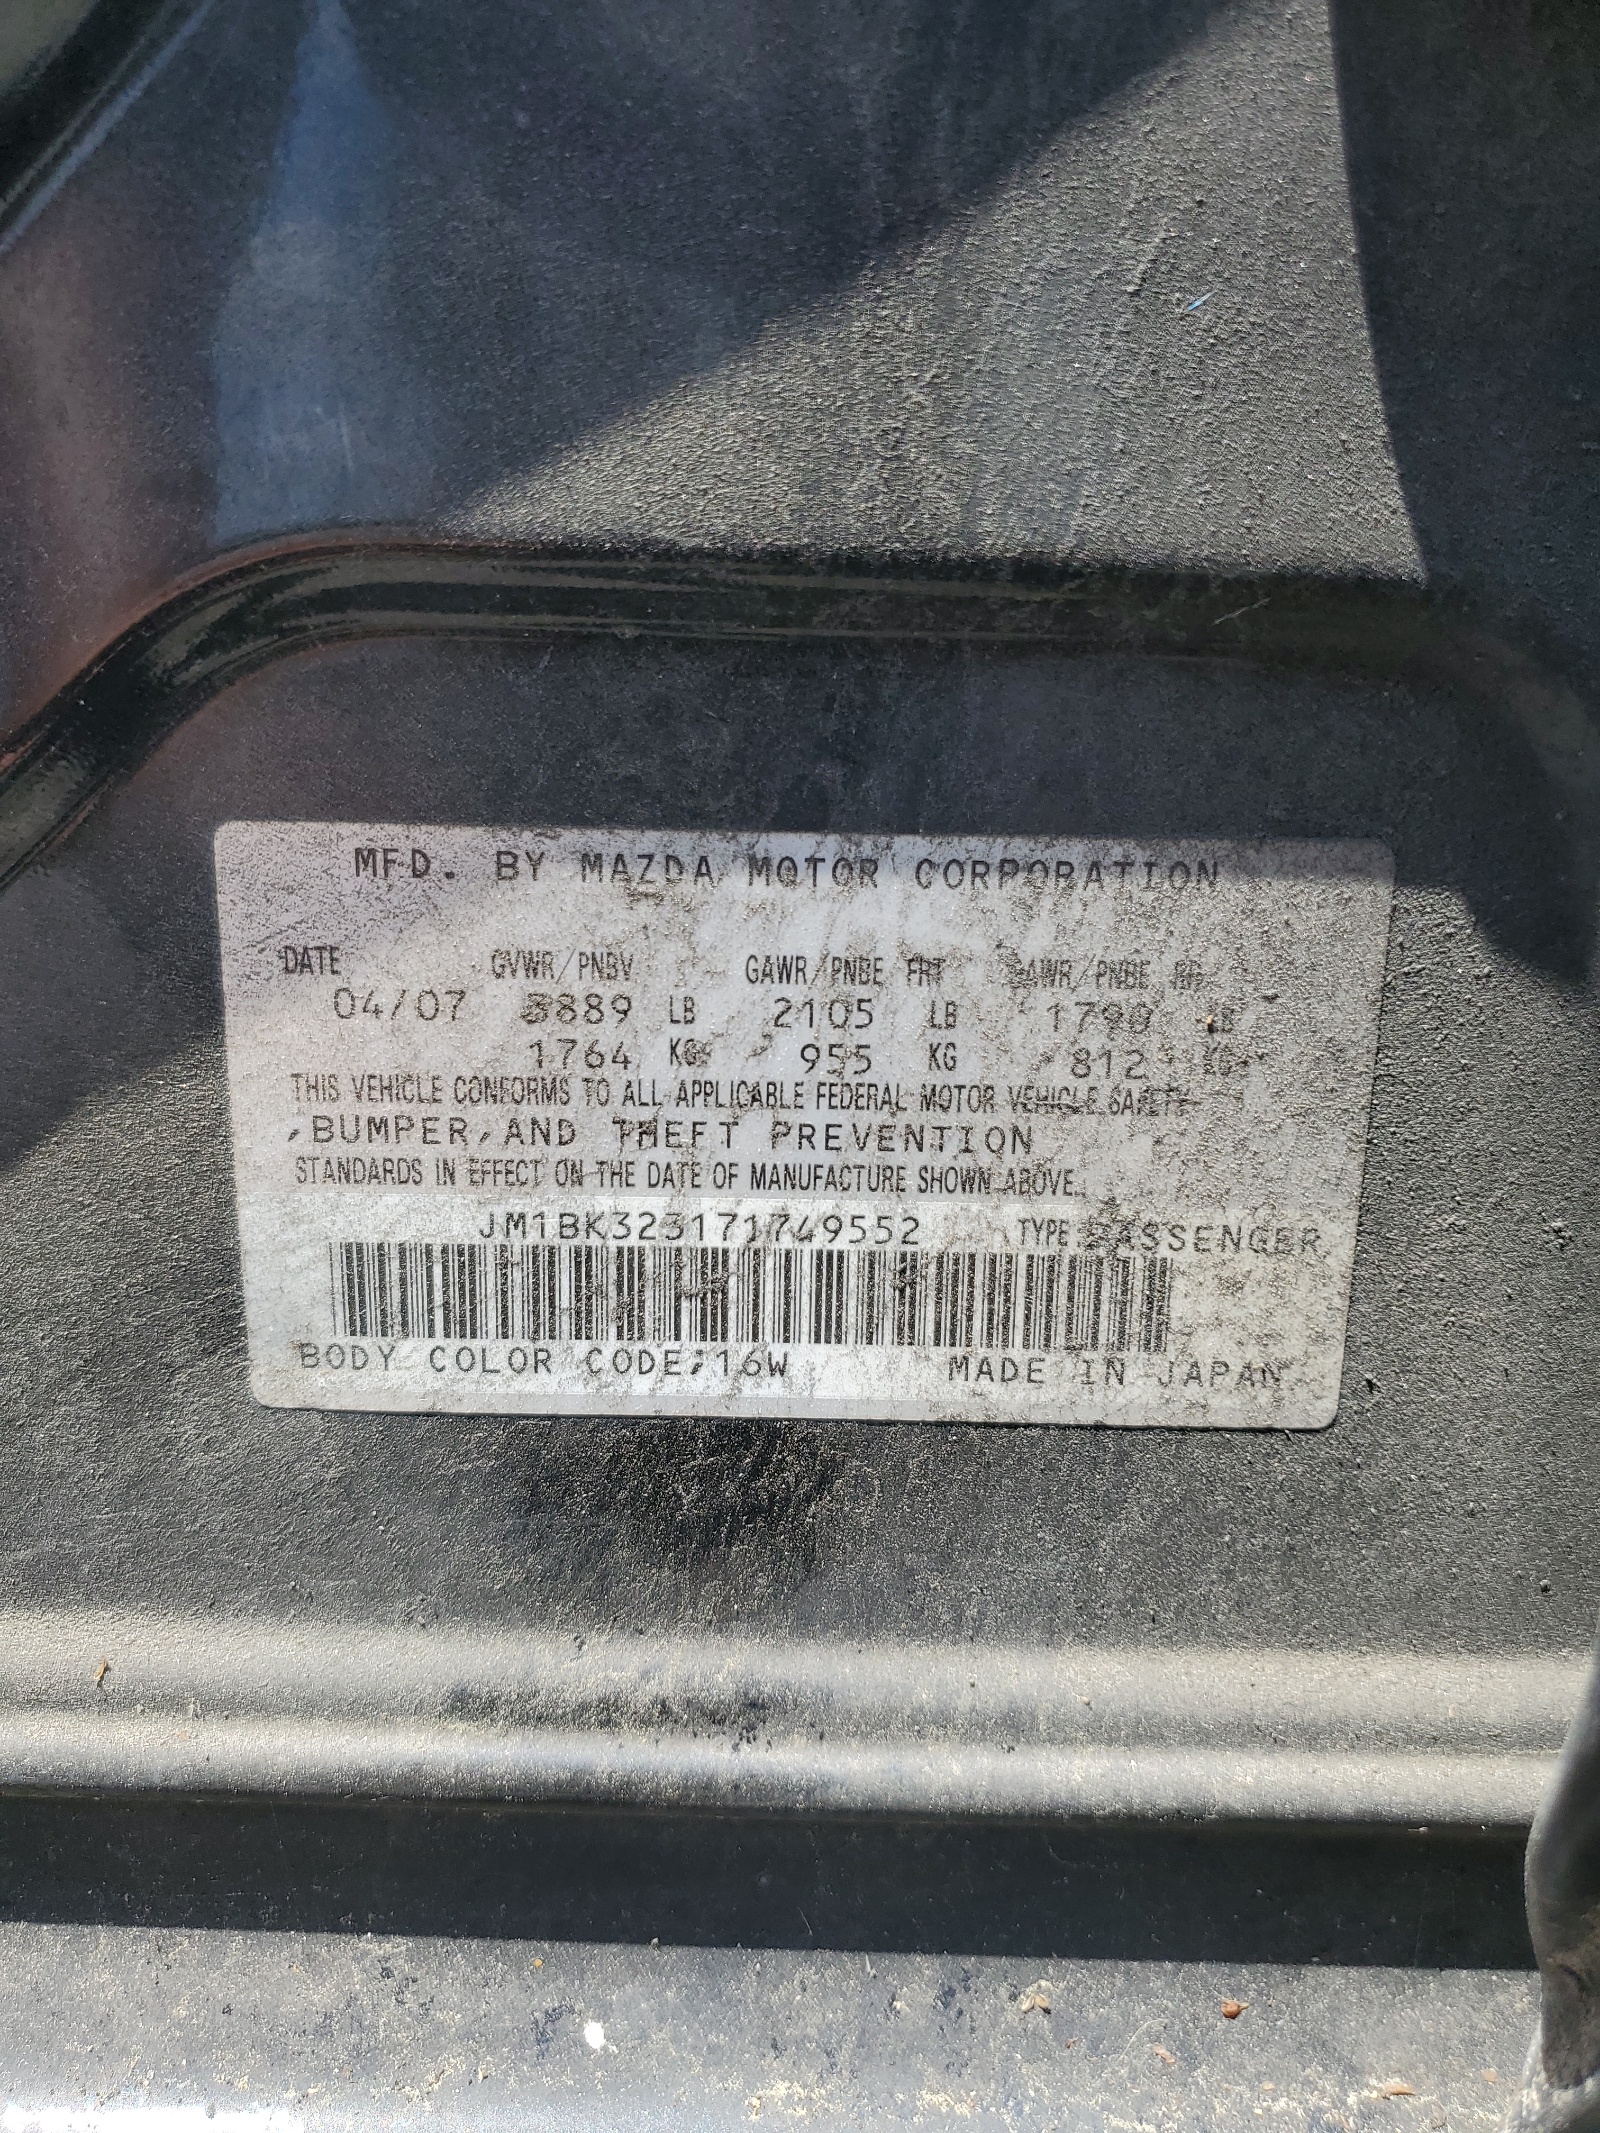 MFD. BY MAZDA MOTOR CORPORATION
DATE GVWR/PNBV GAWR/PNBE FRT GAWR/PNBE RR
04/07 3889 LB 2105 LB 1790 LB
1764 KG 955 KG 812 KG
THIS VEHICLE CONFORMS TO ALL APPLICABLE FEDERAL MOTOR VEHICLE SAFETY
,BUMPER,AND THEFT PREVENTION
STANDARDS IN EFFECT ON THE DATE OF MANUFACTURE SHOWN ABOVE.
JM1BK323171749552 TYPE:PASSENGER
BODY COLOR CODE;16W MADE IN JAPAN